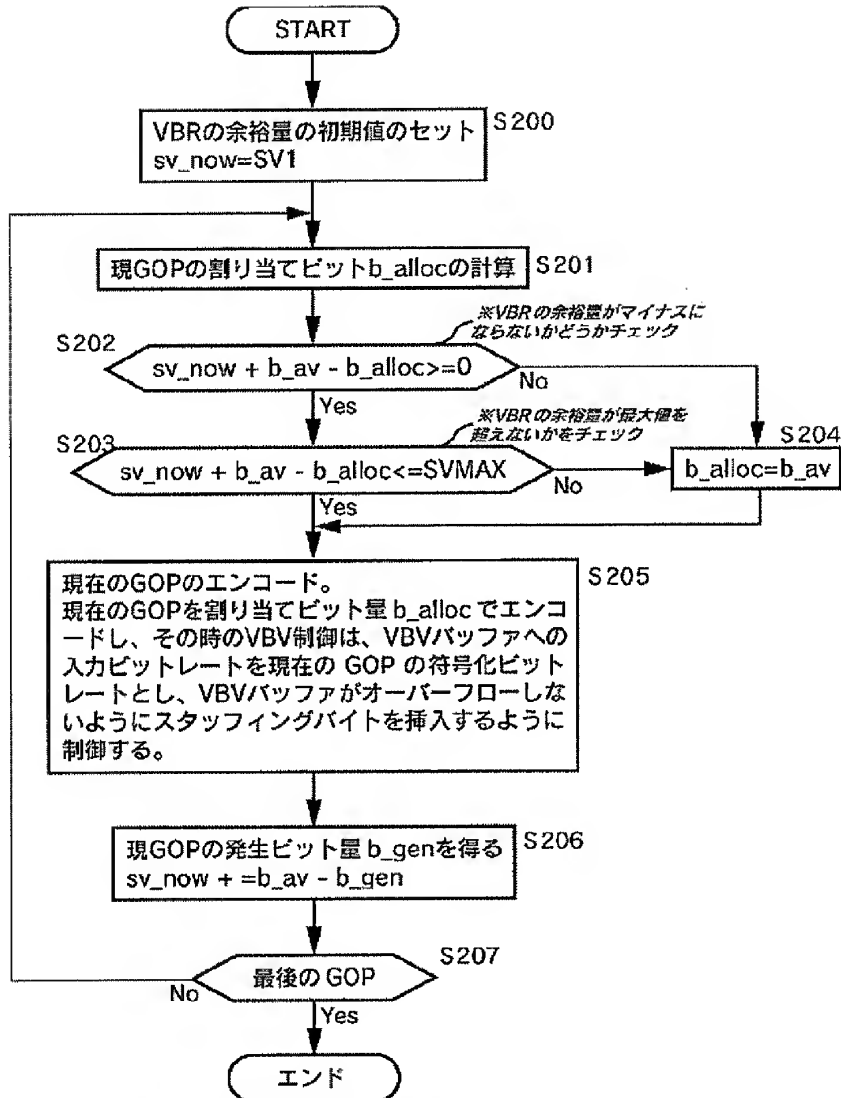 START
VBRの余裕量の初期値のセット
sv_now=SV1
S200
現GOPの割り当てビットb_allocの計算
S201
※VBRの余裕量がマイナスに
ならないかどうかチェック
S202
sv_now + b_av - b_alloc>=0
No
Yes
※VBRの余裕量が最大値を
超えないかをチェック
S203
sv_now + b_av - b_alloc<=SVMAX
No
S204
b_alloc=b_av
Yes
S205
現在のGOPのエンコード。
現在のGOPを割り当てビット量 b_alloc でエンコ
ードし、その時のVBV制御は、VBVバッファへの
入力ビットレートを現在の GOP の符号化ビット
レートとし、VBVバッファがオーバーフローしな
いようにスタッフィングバイトを挿入するように
制御する。
現GOPの発生ビット量 b_genを得る
sv_now + =b_av - b_gen
S206
S207
最後の GOP
No
Yes
エンド